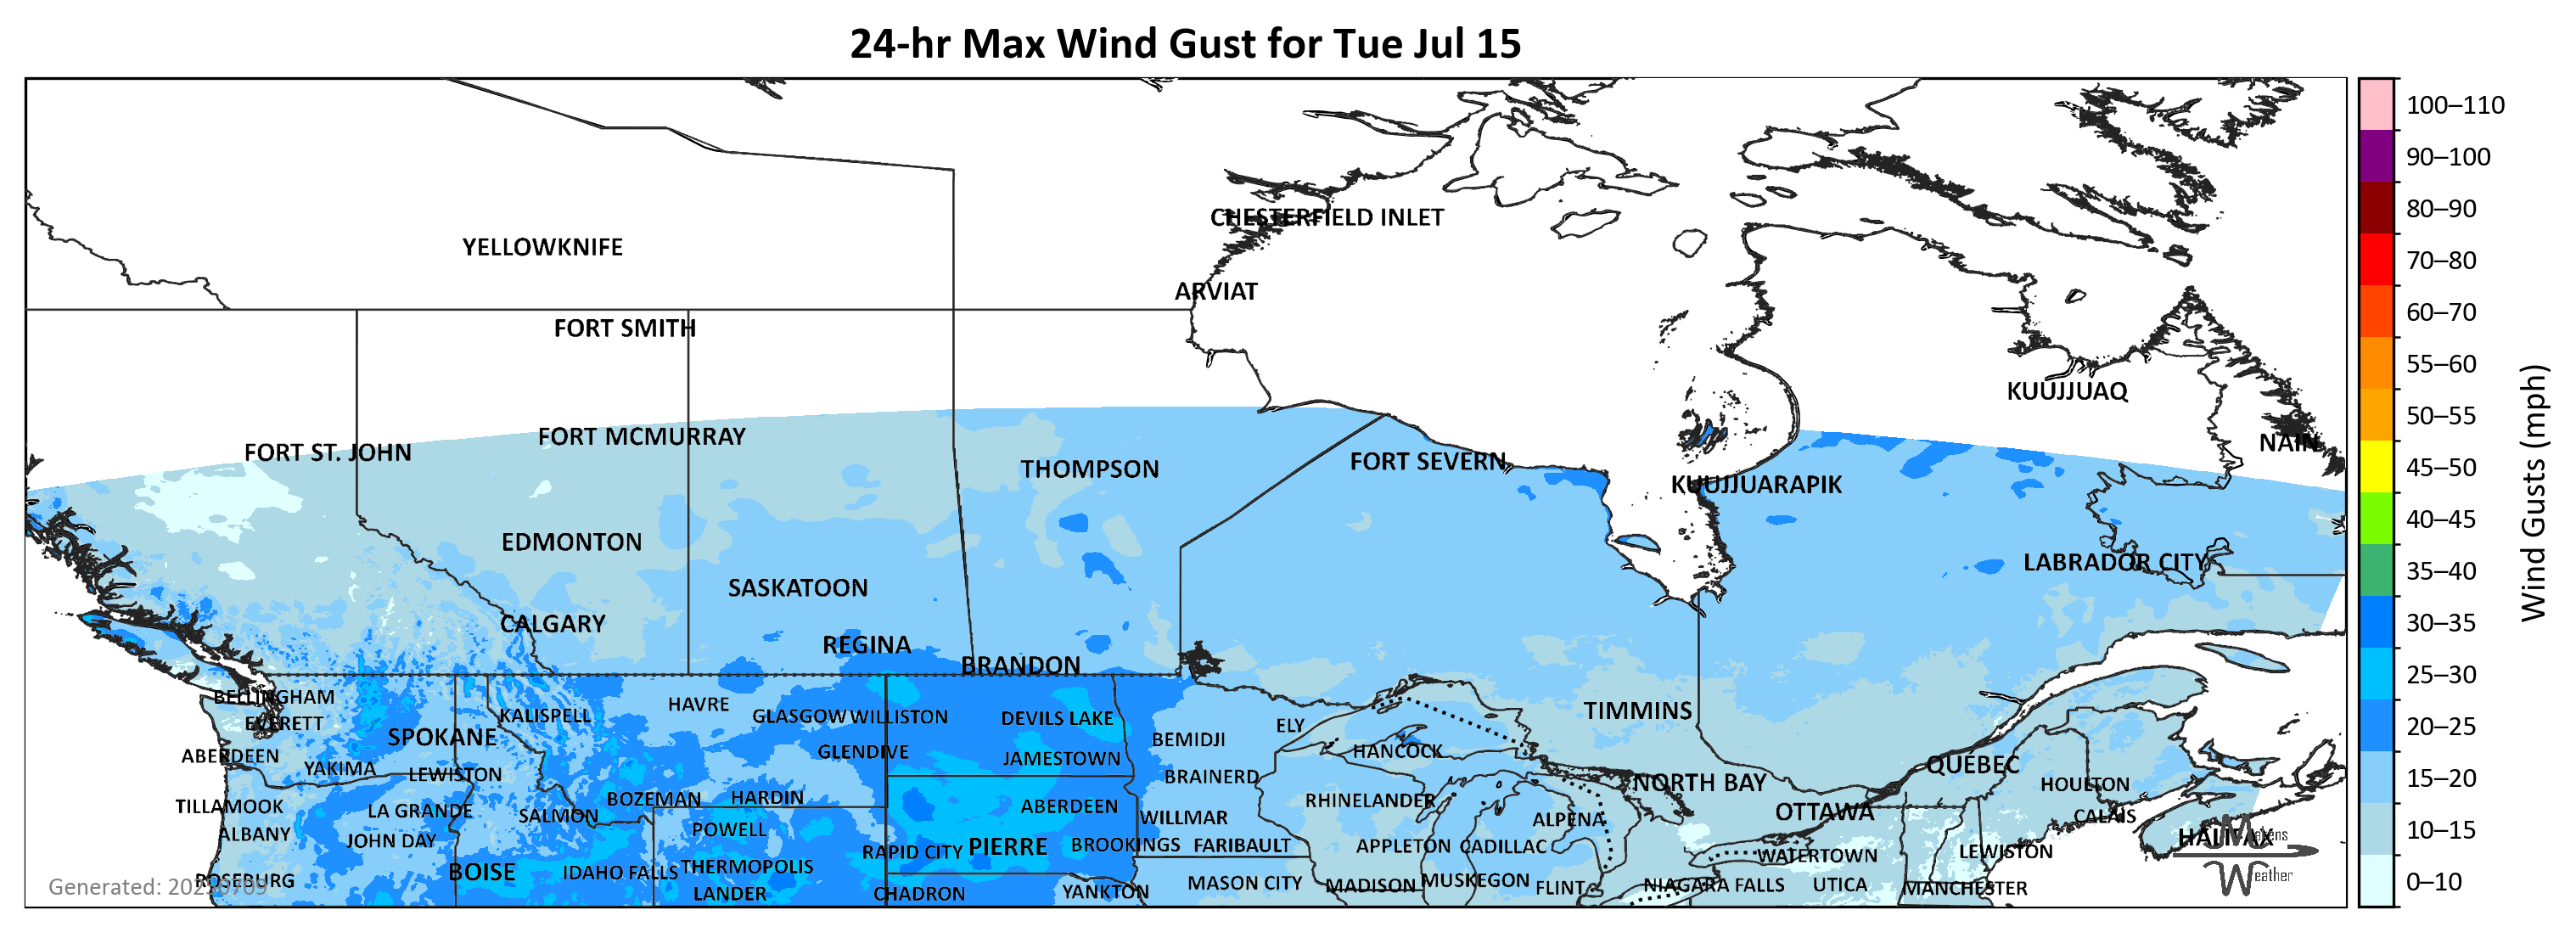 24-hr Max Wind Gust for Tue Jul 15
100–110
90–100
80–90
70–80
60–70
55–60
50–55
45–50
40–45
35–40
30–35
25–30
20–25
15–20
10–15
0–10
Wind Gusts (mph)
CHESTERFIELD INLET
YELLOWKNIFE
ARVIAT
FORT SMITH
KUUJJUAQ
FORT MCMURRAY
NAIN
FORT ST. JOHN
FORT SEVERN
THOMPSON
KUUJJUARAPIK
EDMONTON
LABRADOR CITY
SASKATOON
CALGARY
REGINA
BRANDON
BELLINGHAM
HAVRE
TIMMINS
KALISPELL
GLASGOW
WILLISTON
DEVILS LAKE
EVERETT
ELY
SPOKANE
BEMIDJI
GLENDIVE
HANCOCK
ABERDEEN
JAMESTOWN
QUÉBEC
YAKIMA
LEWISTON
BRAINERD
NORTH BAY
HOULTON
BOZEMAN
HARDIN
RHINELANDER
TILLAMOOK
ABERDEEN
LA GRANDE
SALMON
WILLMAR
OTTAWA
CALAIS
ALPENA
POWELL
ALBANY
HALIFAX
JOHN DAY
BROOKINGS
FARIBAULT
APPLETON
CADILLAC
PIERRE
RAPID CITY
LEWISTON
WATERTOWN
THERMOPOLIS
BOISE
IDAHO FALLS
ROSEBURG
MUSKEGON
MASON CITY
MADISON
FLINT
NIAGARA FALLS
UTICA
MANCHESTER
LANDER
CHADRON
YANKTON
Makens
Weather
Generated: 20250709